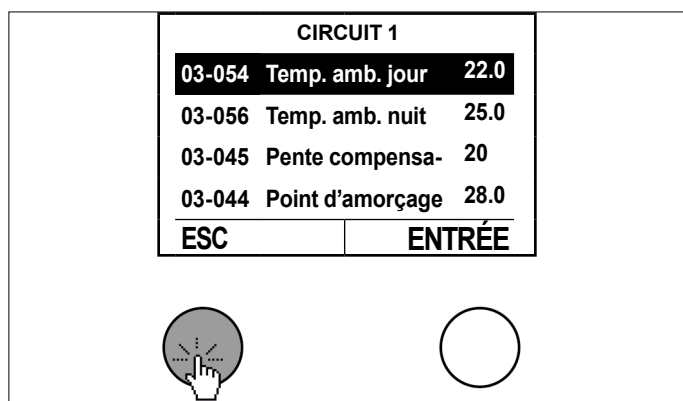 CIRCUIT 1
03-054 Temp. amb. jour 22.0
03-056 Temp. amb. nuit 25.0
03-045 Pente compensa- 20
03-044 Point d'amorçage 28.0
ESC ENTRÉE